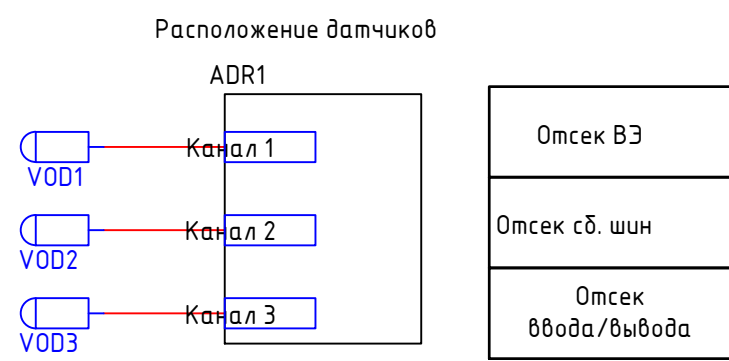 Расположение датчиков
ADR1
Канал 1
Отсек ВЭ
VOD1
Канал 2
Отсек сб. шин
VOD2
Отсек
ввода/вывода
Канал 3
VOD3